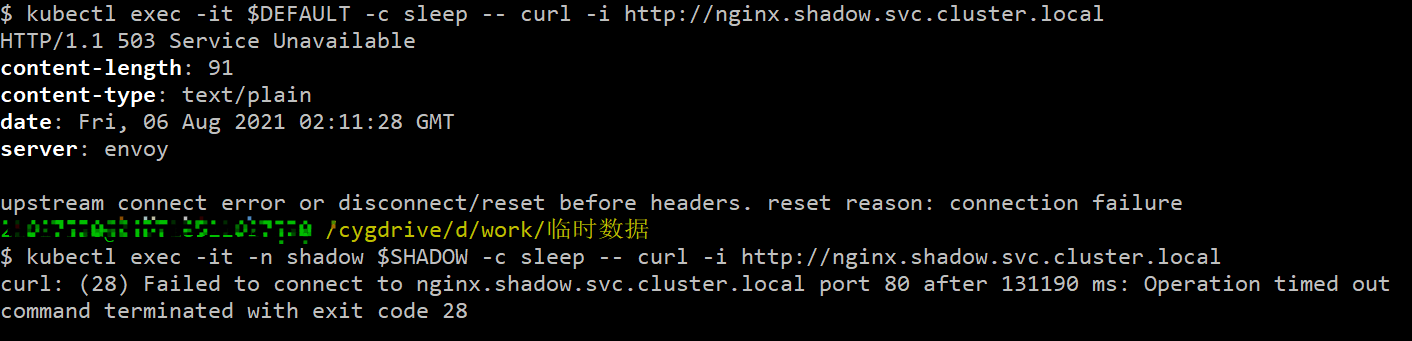 $ kubectl exec -it $DEFAULT -c sleep -- curl -i http://nginx.shadow.svc.cluster.local
HTTP/1.1 503 Service Unavailable
content-length: 91
content-type: text/plain
date: Fri, 06 Aug 2021 02:11:28 GMT
server: envoy
upstream connect error or disconnect/reset before headers. reset reason: connection failure
/cygdrive/d/work/临时数据
$ kubectl exec -it -n shadow $SHADOW -c sleep -- curl -i http://nginx.shadow.svc.cluster.local
curl: (28) Failed to connect to nginx.shadow.svc.cluster.local port 80 after 131190 ms: Operation timed out
command terminated with exit code 28